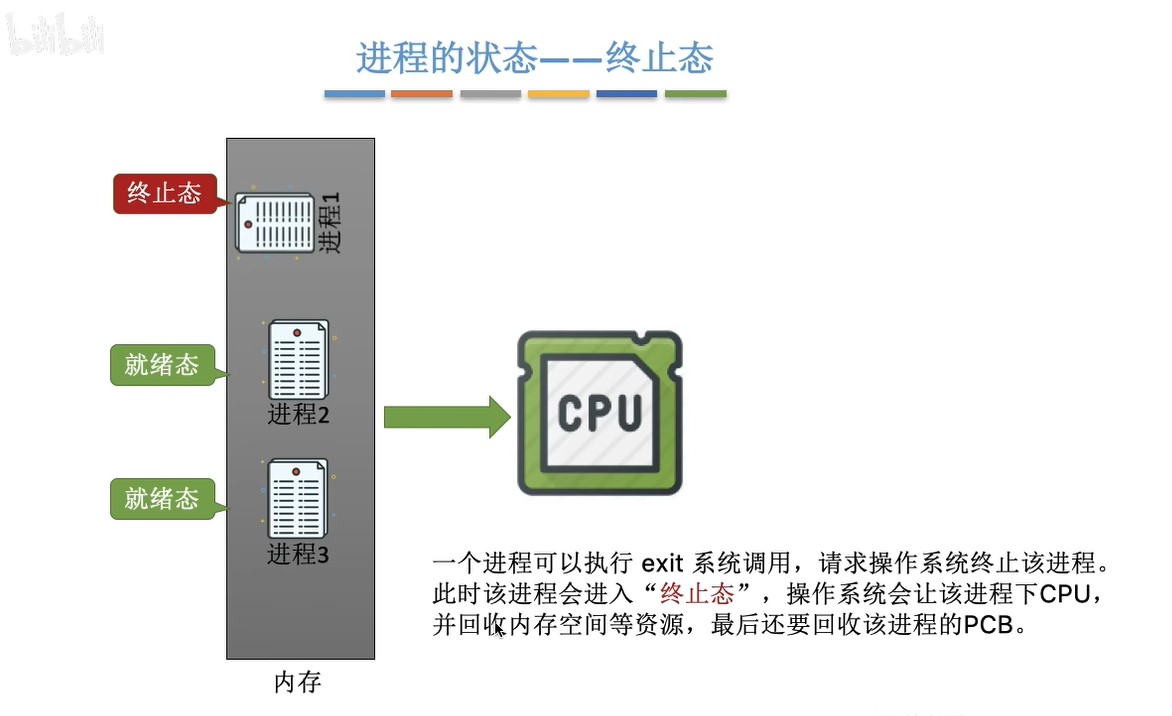 bilibili
进程的状态——终止态
终止态
进程1
就绪态
进程2
CPU
就绪态
进程3
一个进程可以执行 exit 系统调用，请求操作系统终止该进程。
此时该进程会进入“终止态”，操作系统会让该进程下CPU，
并回收内存空间等资源，最后还要回收该进程的PCB。
内存